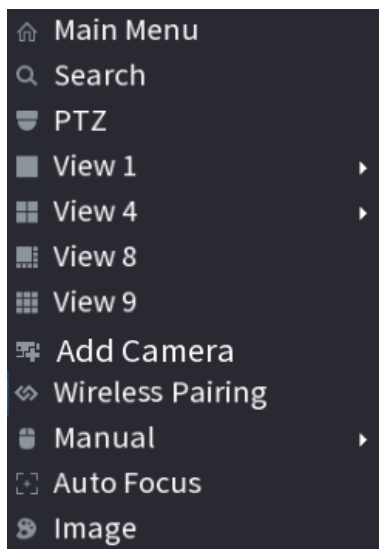 Main Menu
Search
PTZ
View 1
View 4
View 8
View 9
Add Camera
Wireless Pairing
Manual
Auto Focus
Image